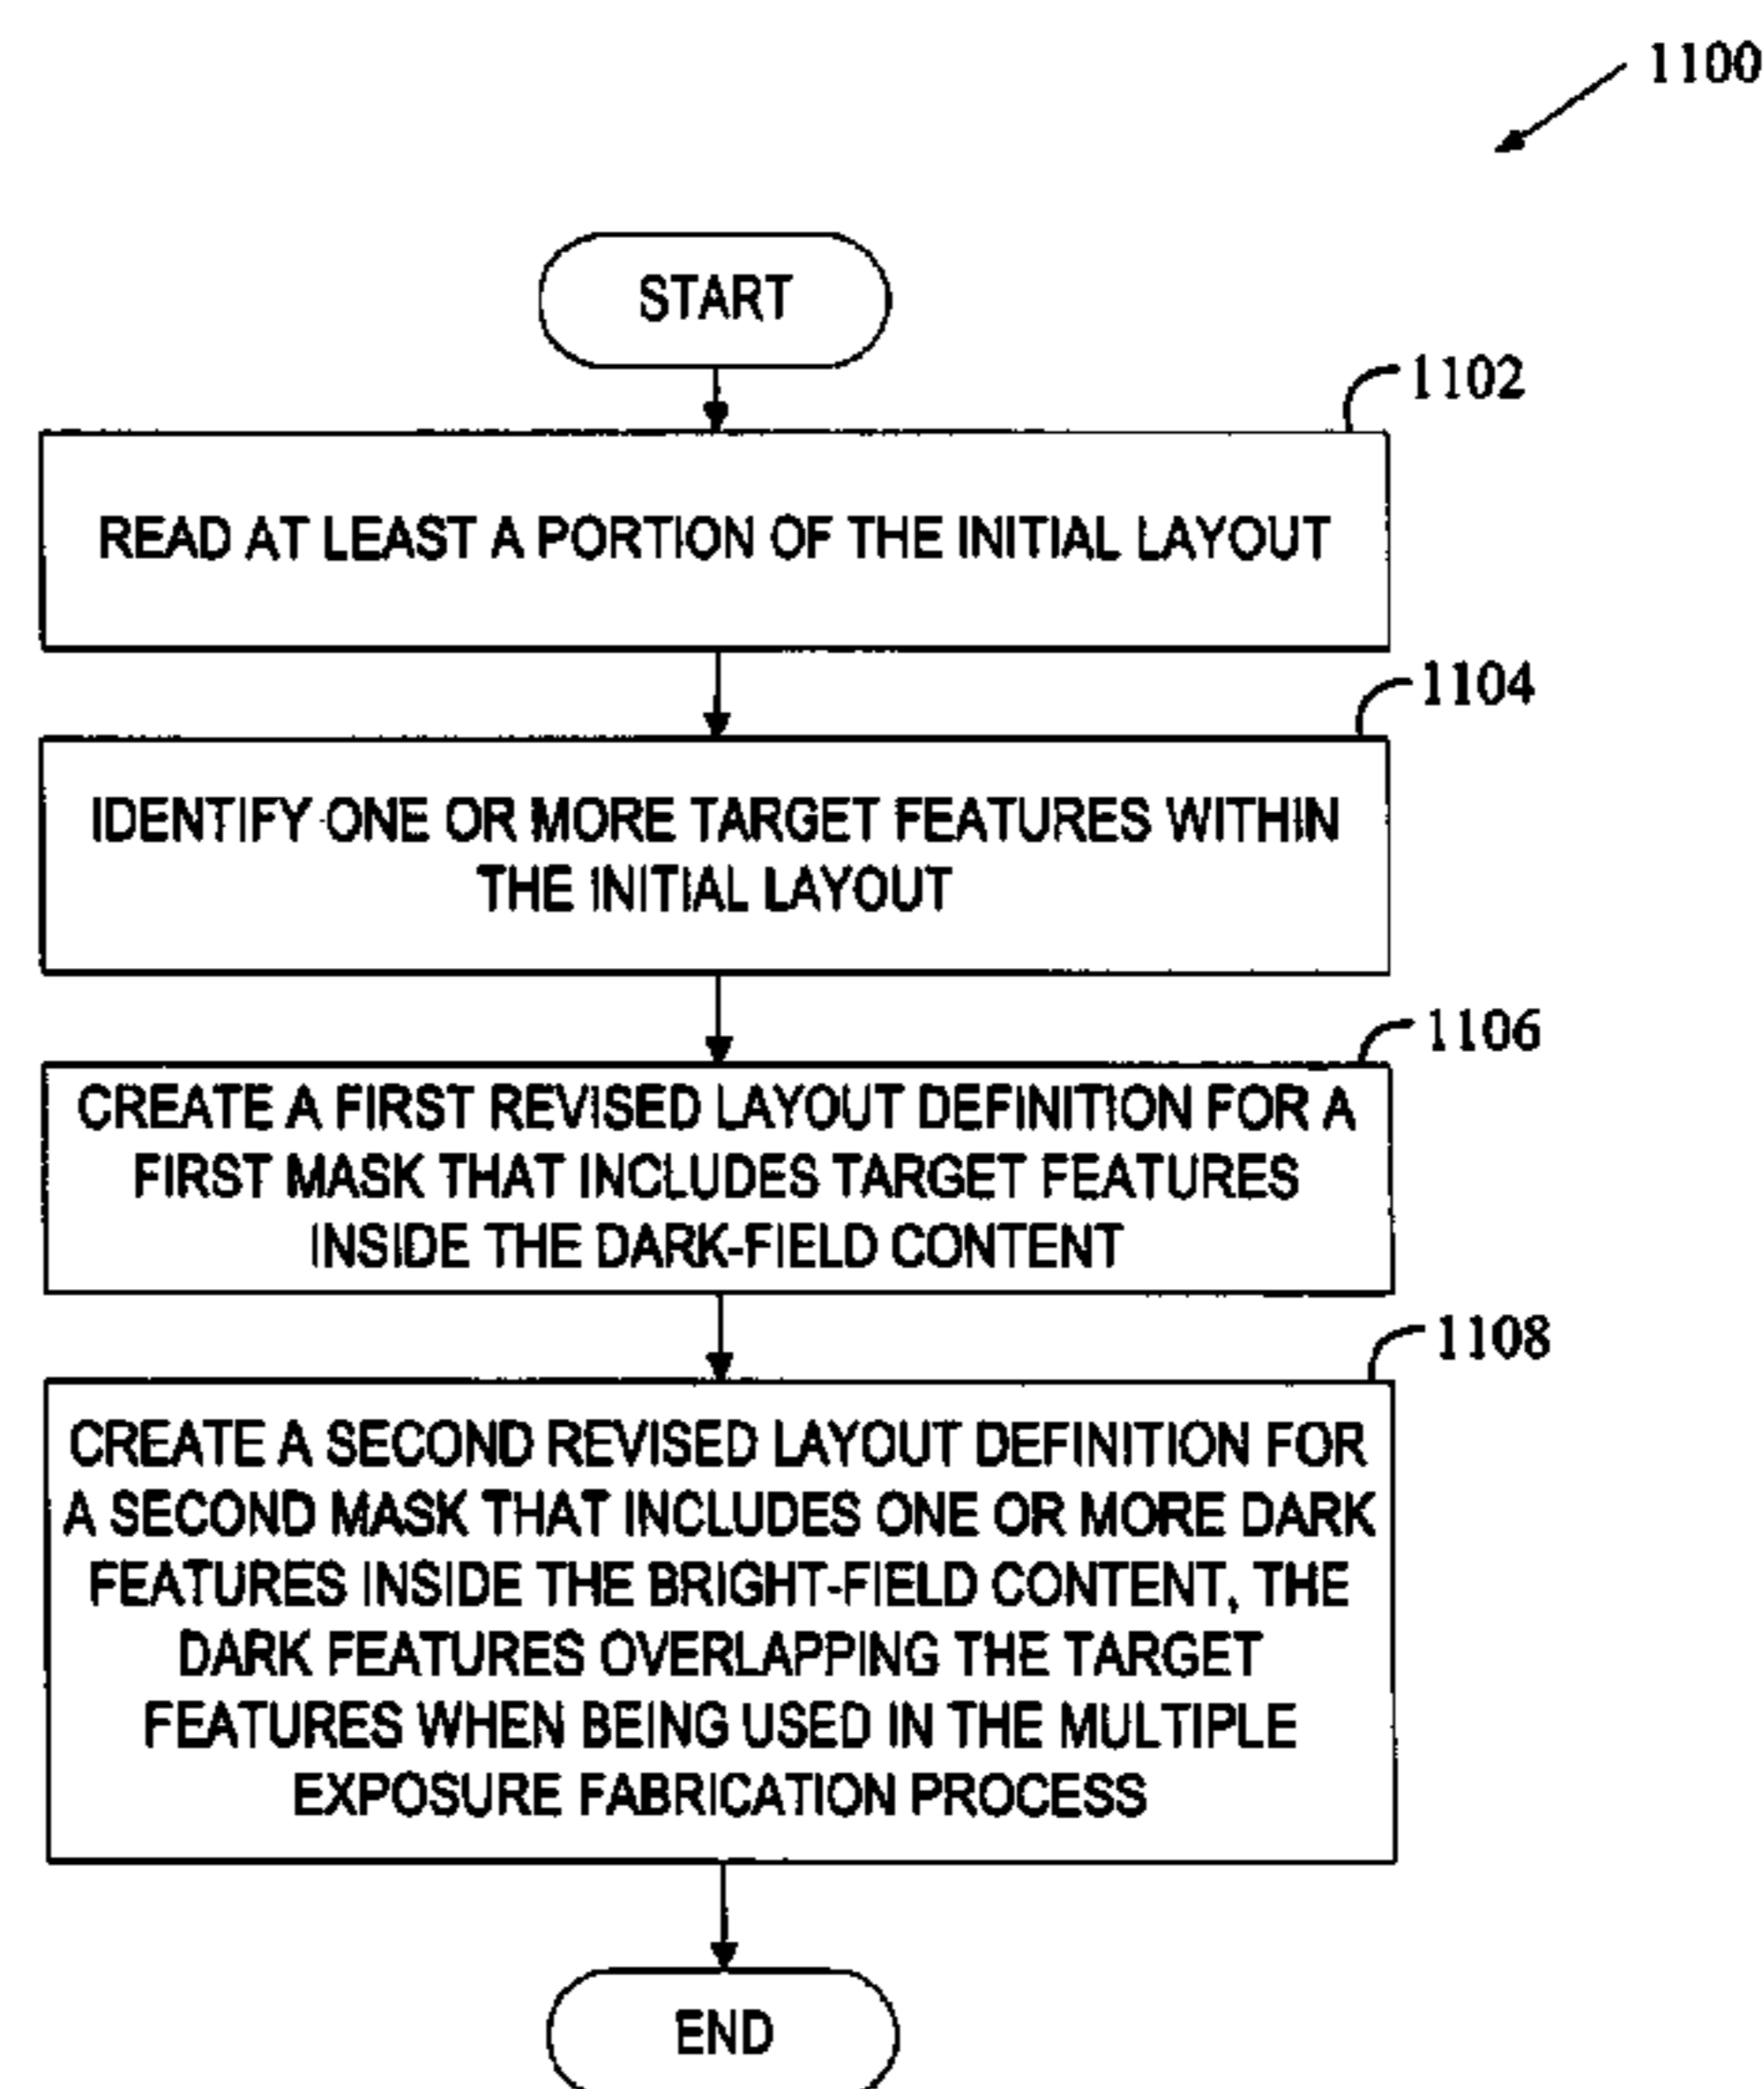 1100
START
1102
READ AT LEAST A PORTION OF THE INITIAL LAYOUT
1104
IDENTIFY ONE OR MORE TARGET FEATURES WITHIN
THE INITIAL LAYOUT
1106
CREATE A FIRST REVISED LAYOUT DEFINITION FOR A
FIRST MASK THAT INCLUDES TARGET FEATURES
INSIDE THE DARK-FIELD CONTENT
1108
CREATE A SECOND REVISED LAYOUT DEFINITION FOR
A SECOND MASK THAT INCLUDES ONE OR MORE DARK
FEATURES INSIDE THE BRIGHT-FIELD CONTENT, THE
DARK FEATURES OVERLAPPING THE TARGET
FEATURES WHEN BEING USED IN THE MULTIPLE
EXPOSURE FABRICATION PROCESS
END